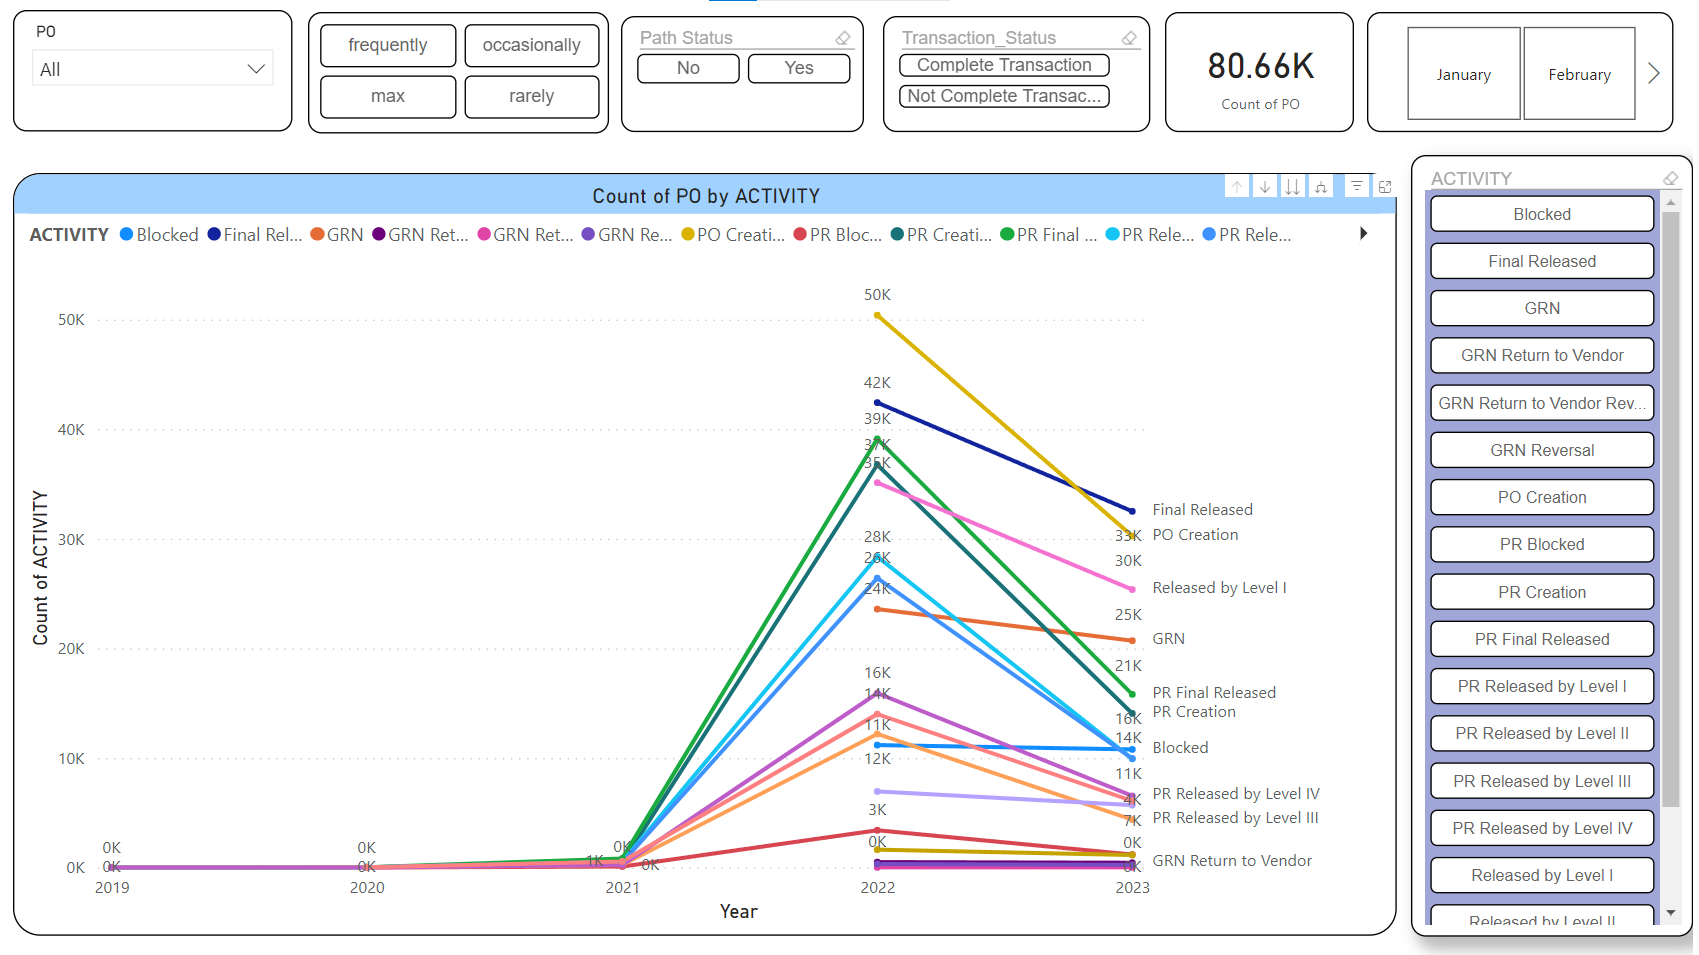 PO
All
frequently
occasionally
max
rarely
Path Status
No
Yes
Transaction_Status
Complete Transaction
Not Complete Transac...
80.66K
Count of PO
January
February
Count of PO by ACTIVITY
ACTIVITY
Blocked
Final Rel...
GRN
GRN Ret...
GRN Ret...
GRN Re...
PO Creati...
PR Bloc...
PR Creati...
PR Final ...
PR Rele...
PR Rele...
Count of ACTIVITY
50K
40K
30K
20K
10K
0K
0K
0K
0K
0K
0K
1K
0K
50K
42K
39K
37K
35K
28K
26K
24K
16K
14K
11K
12K
3K
0K
33K
30K
25K
21K
16K
14K
11K
4K
7K
0K
0K
Final Released
PO Creation
Released by Level I
GRN
PR Final Released
PR Creation
Blocked
PR Released by Level IV
PR Released by Level III
GRN Return to Vendor
2019
2020
2021
2022
2023
Year
ACTIVITY
Blocked
Final Released
GRN
GRN Return to Vendor
GRN Return to Vendor Rev...
GRN Reversal
PO Creation
PR Blocked
PR Creation
PR Final Released
PR Released by Level I
PR Released by Level II
PR Released by Level III
PR Released by Level IV
Released by Level I
Released by Level II